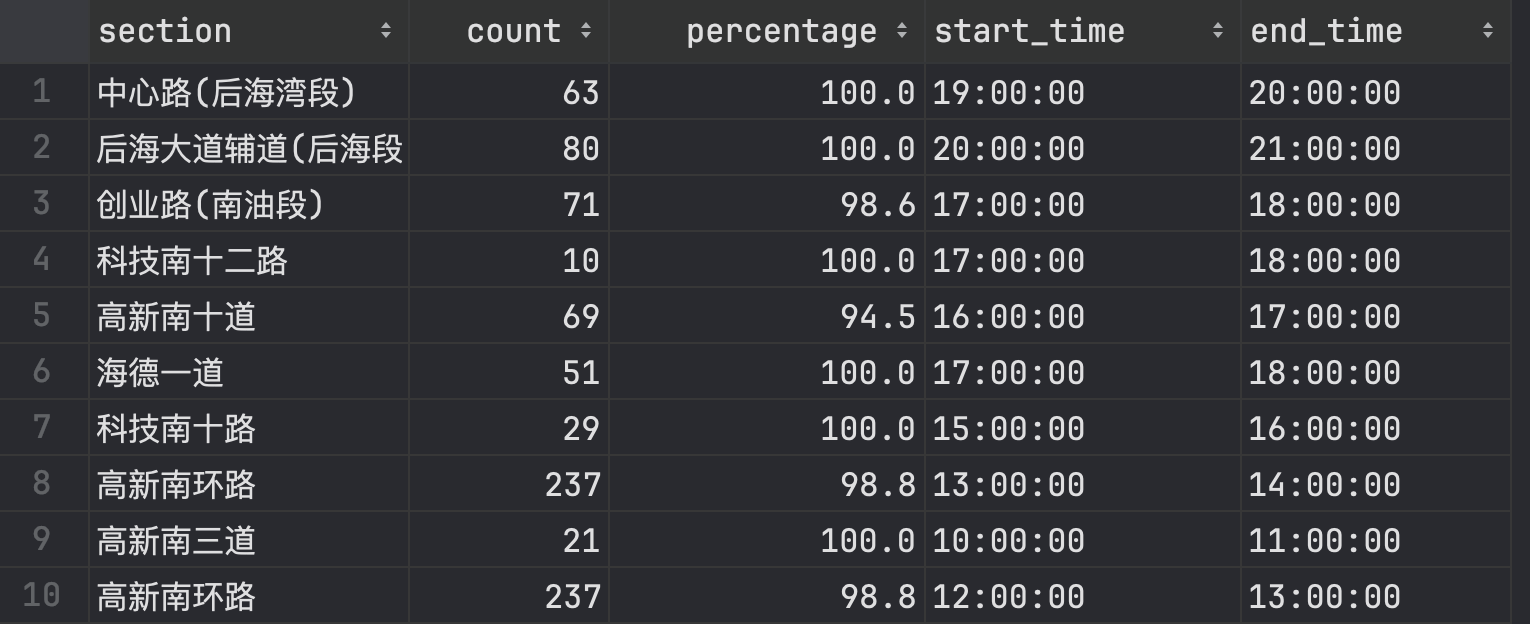 section count percentage start_time end_time
1 中心路(后海湾段) 63 100.0 19:00:00 20:00:00
2 后海大道辅道(后海段 80 100.0 20:00:00 21:00:00
3 创业路(南油段) 71 98.6 17:00:00 18:00:00
4 科技南十二路 10 100.0 17:00:00 18:00:00
5 高新南十道 69 94.5 16:00:00 17:00:00
6 海德一道 51 100.0 17:00:00 18:00:00
7 科技南十路 29 100.0 15:00:00 16:00:00
8 高新南环路 237 98.8 13:00:00 14:00:00
9 高新南三道 21 100.0 10:00:00 11:00:00
10 高新南环路 237 98.8 12:00:00 13:00:00